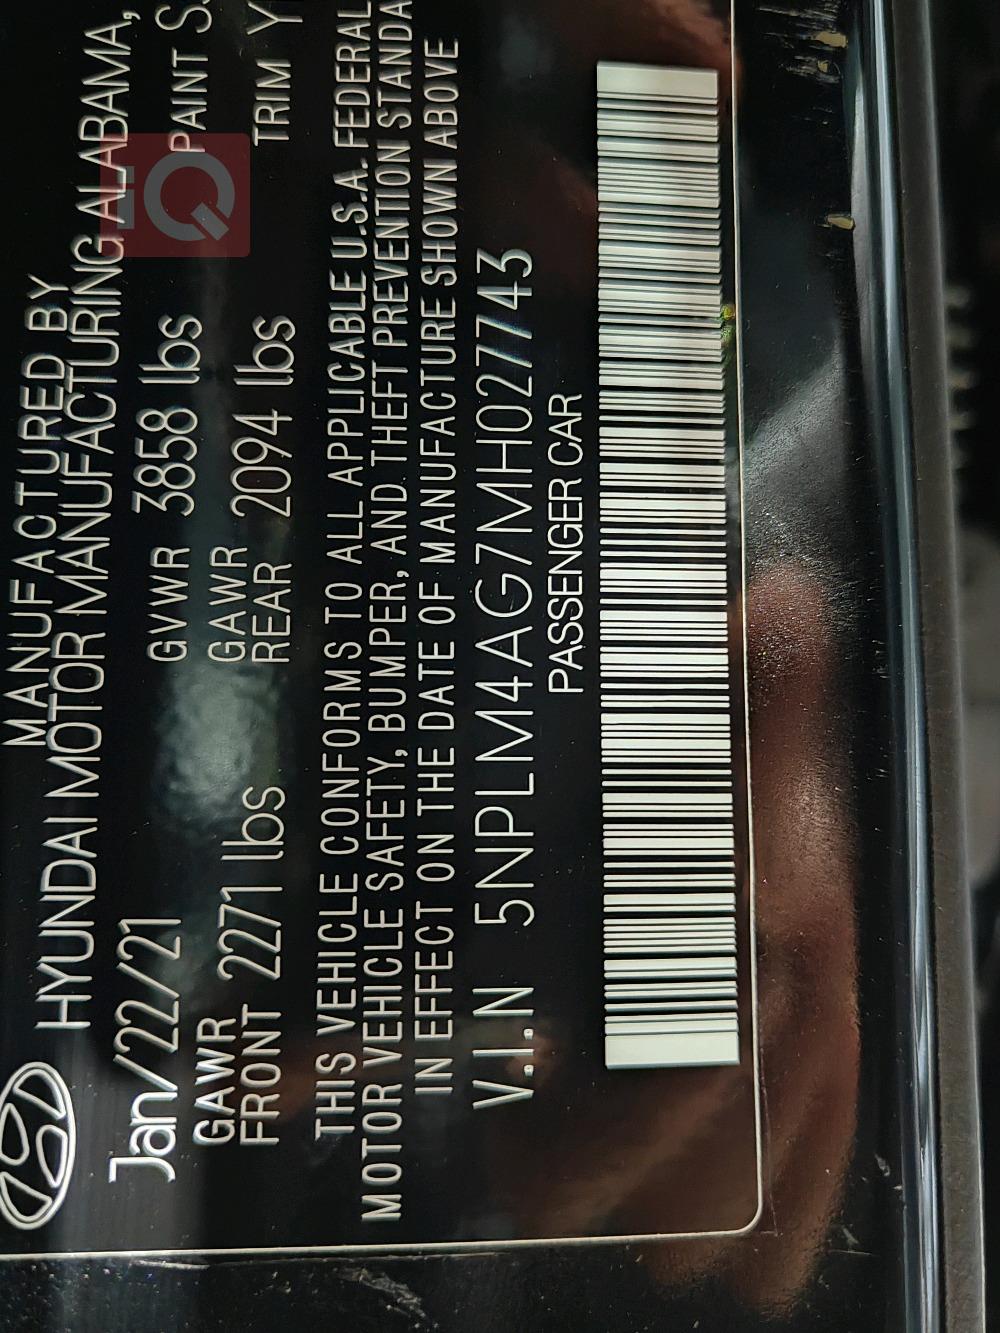 MANUFACTURED BY
HYUNDAI MOTOR MANUFACTURING ALABAMA,
Jan/22/21 GVWR 3858 lbs PAINT
GAWR FRONT 2271 lbs GAWR REAR 2094 lbs TRIM Y
THIS VEHICLE CONFORMS TO ALL APPLICABLE U.S.A. FEDERAL
MOTOR VEHICLE SAFETY, BUMPER, AND THEFT PREVENTION STANDA
IN EFFECT ON THE DATE OF MANUFACTURE SHOWN ABOVE
V.I.N 5NPLM4AG7MH027743
PASSENGER CAR
iQ